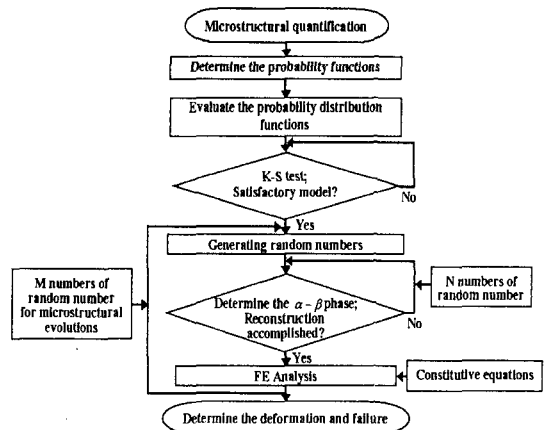 Microstructural quantification
Determine the probability functions
Evaluate the probability distribution
functions
K-S test;
Satisfactory model?
No
Yes
Generating random numbers
M numbers of
random number
for microstructural
evolutions
N numbers of
random number
Determine the α - β phase;
Reconstruction
accomplished?
No
Yes
FE Analysis
Constitutive equations
Determine the deformation and failure